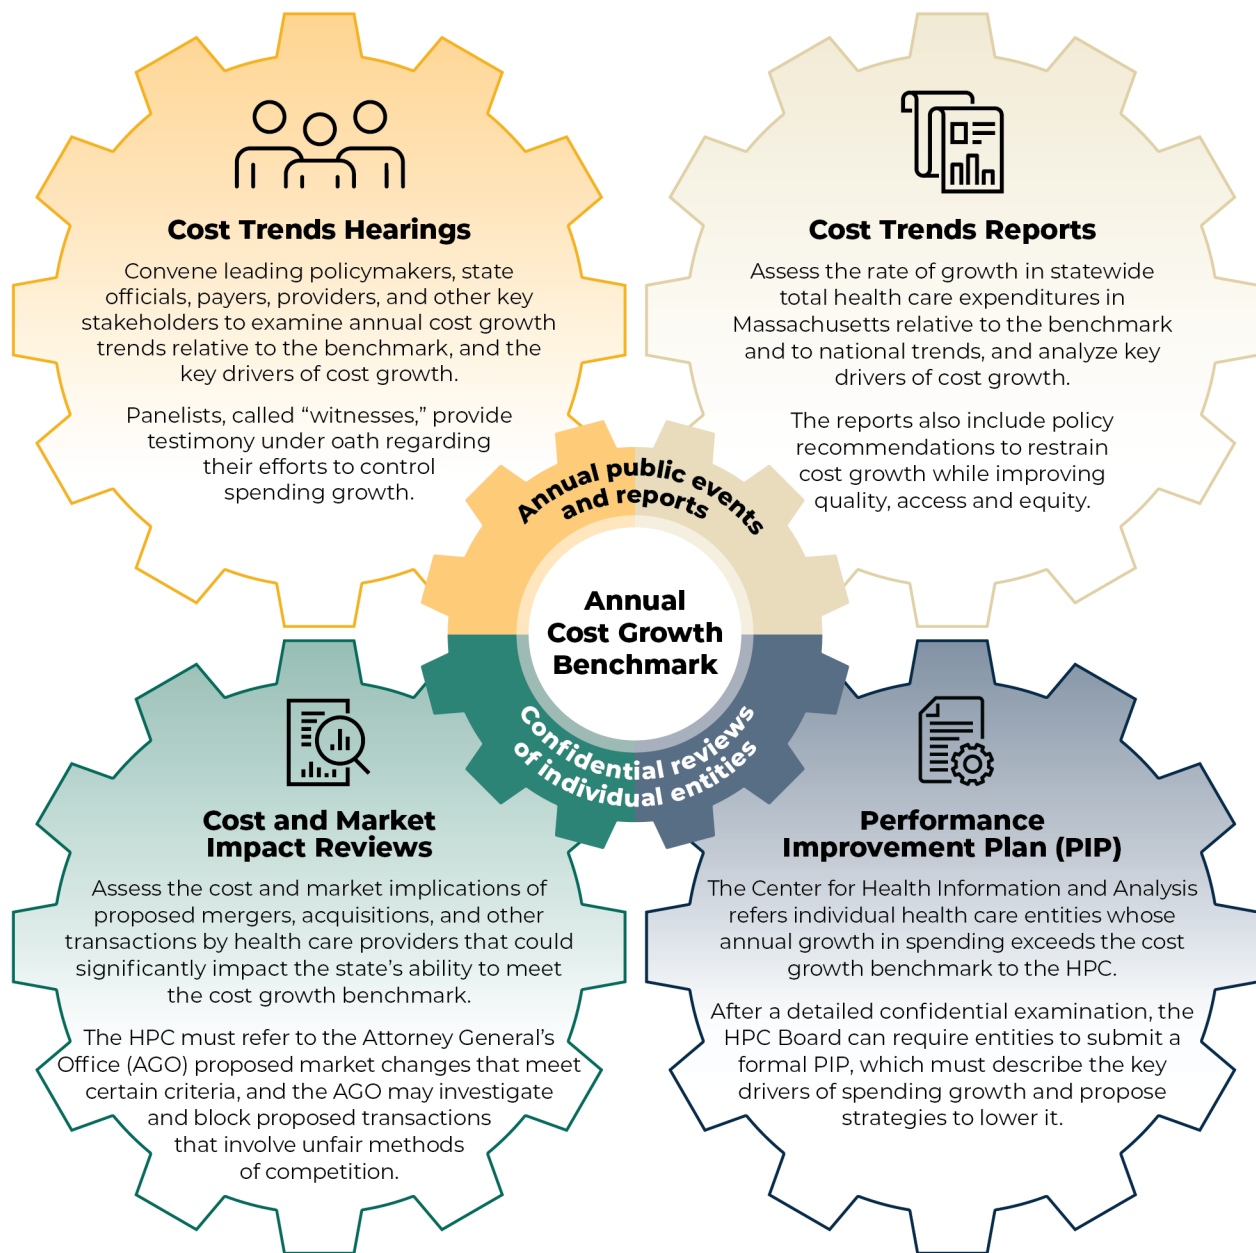 Cost Trends Hearings
Convene leading policymakers, state
officials, payers, providers, and other key
stakeholders to examine annual cost growth
trends relative to the benchmark, and the
key drivers of cost growth.
Panelists, called “witnesses,” provide
testimony under oath regarding
their efforts to control
spending growth.
Cost Trends Reports
Assess the rate of growth in statewide
total health care expenditures in
Massachusetts relative to the benchmark
and to national trends, and analyze key
drivers of cost growth.
The reports also include policy
recommendations to restrain
cost growth while improving
quality, access and equity.
Annual public events
and reports
Annual
Cost Growth
Benchmark
Confidential reviews
of individual entities
Cost and Market
Impact Reviews
Assess the cost and market implications of
proposed mergers, acquisitions, and other
transactions by health care providers that could
significantly impact the state’s ability to meet
the cost growth benchmark.
The HPC must refer to the Attorney General’s
Office (AGO) proposed market changes that meet
certain criteria, and the AGO may investigate
and block proposed transactions
that involve unfair methods
of competition.
Performance
Improvement Plan (PIP)
The Center for Health Information and Analysis
refers individual health care entities whose
annual growth in spending exceeds the cost
growth benchmark to the HPC.
After a detailed confidential examination, the
HPC Board can require entities to submit a
formal PIP, which must describe the key
drivers of spending growth and propose
strategies to lower it.